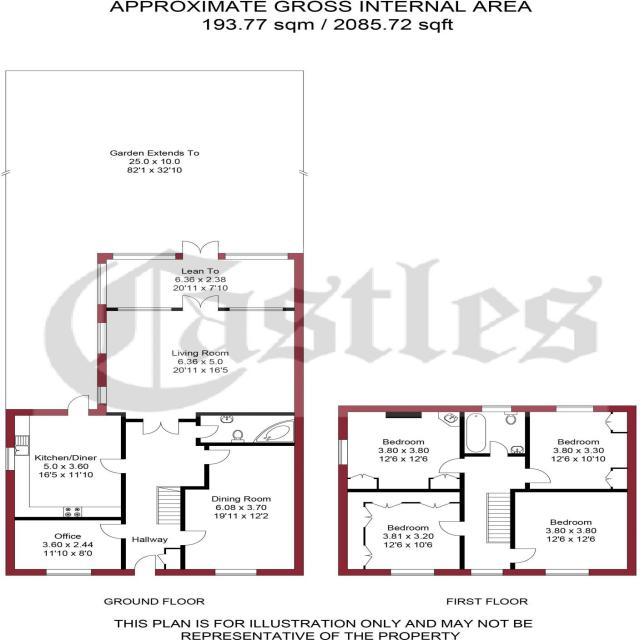 APPROXIMATE GROSS INTERNAL AREA
193.77 sqm / 2085.72 sqft
Garden Extends To
25.0 x 10.0
82'1 x 32'10
Lean To
6.36 x 2.38
20'11 x 7'10
Castles
Living Room
6.36 x 5.0
20'11 x 16'5
Kitchen/Diner
5.0 x 3.60
16'5 x 11'10
Dining Room
6.08 x 3.70
19'11 x 12'2
Office
3.60 x 2.44
11'10 x 8'0
Hallway
Bedroom
3.80 x 3.80
12'6 x 12'6
Bedroom
3.80 x 3.30
12'6 x 10'10
Bedroom
3.81 x 3.20
12'6 x 10'6
Bedroom
3.80 x 3.80
12'6 x 12'6
GROUND FLOOR
FIRST FLOOR
THIS PLAN IS FOR ILLUSTRATION ONLY AND MAY NOT BE
REPRESENTATIVE OF THE PROPERTY